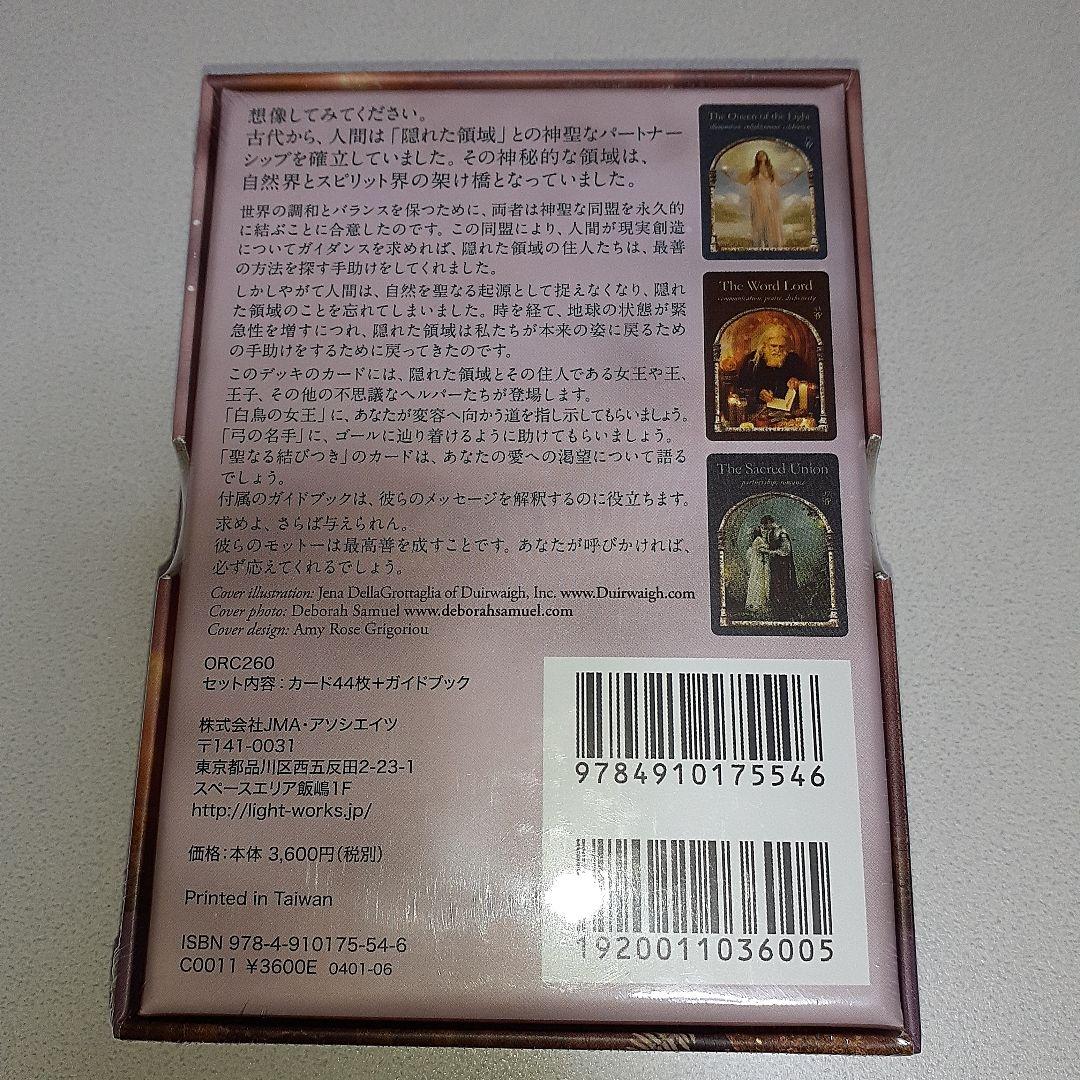 想像してみてください。
古代から、人間は「隠れた領域」との神聖なパートナー
シップを確立していました。その神秘的な領域は、
自然界とスピリット界の架け橋となっていました。
世界の調和とバランスを保つために、両者は神聖な同盟を永久的
に結ぶことに合意したのです。この同盟により、人間が現実創造
についてガイダンスを求めれば、隠れた領域の住人たちは、最善
の方法を探す手助けをしてくれました。
しかしやがて人間は、自然を聖なる起源として捉えなくなり、隠れ
た領域のことを忘れてしまいました。時を経て、地球の状態が緊
急性を増すにつれ、隠れた領域は私たちが本来の姿に戻るため
の手助けをするために戻ってきたのです。
このデッキのカードには、隠れた領域とその住人である女王や王、
王子、その他の不思議なヘルパーたちが登場します。
「白鳥の女王」に、あなたが変容へ向かう道を指し示してもらいましょう。
「弓の名手」に、ゴールに辿り着けるように助けてもらいましょう。
「聖なる結びつき」のカードは、あなたの愛への渇望について語る
でしょう。
付属のガイドブックは、彼らのメッセージを解釈するのに役立ちます。
求めよ、さらば与えられん。
彼らのモットーは最高善を成すことです。あなたが呼びかければ、
必ず応えてくれるでしょう。
Cover illustration: Jena DellaGrottaglia of Duirwaigh, Inc. www.Duirwaigh.com
Cover photo: Deborah Samuel www.deborahsamuel.com
Cover design: Amy Rose Grigoriou
The Queen of the Light
The Word Lord
The Sacred Union
partnership, romance
ORC260
セット内容：カード44枚＋ガイドブック
株式会社JMA・アソシエイツ
〒141-0031
東京都品川区西五反田2-23-1
スペースエリア飯嶋1F
http://light-works.jp/
価格：本体 3,600円（税別）
Printed in Taiwan
ISBN 978-4-910175-54-6
C0011 ¥3600E 0401-06
9784910175546
1920011036005